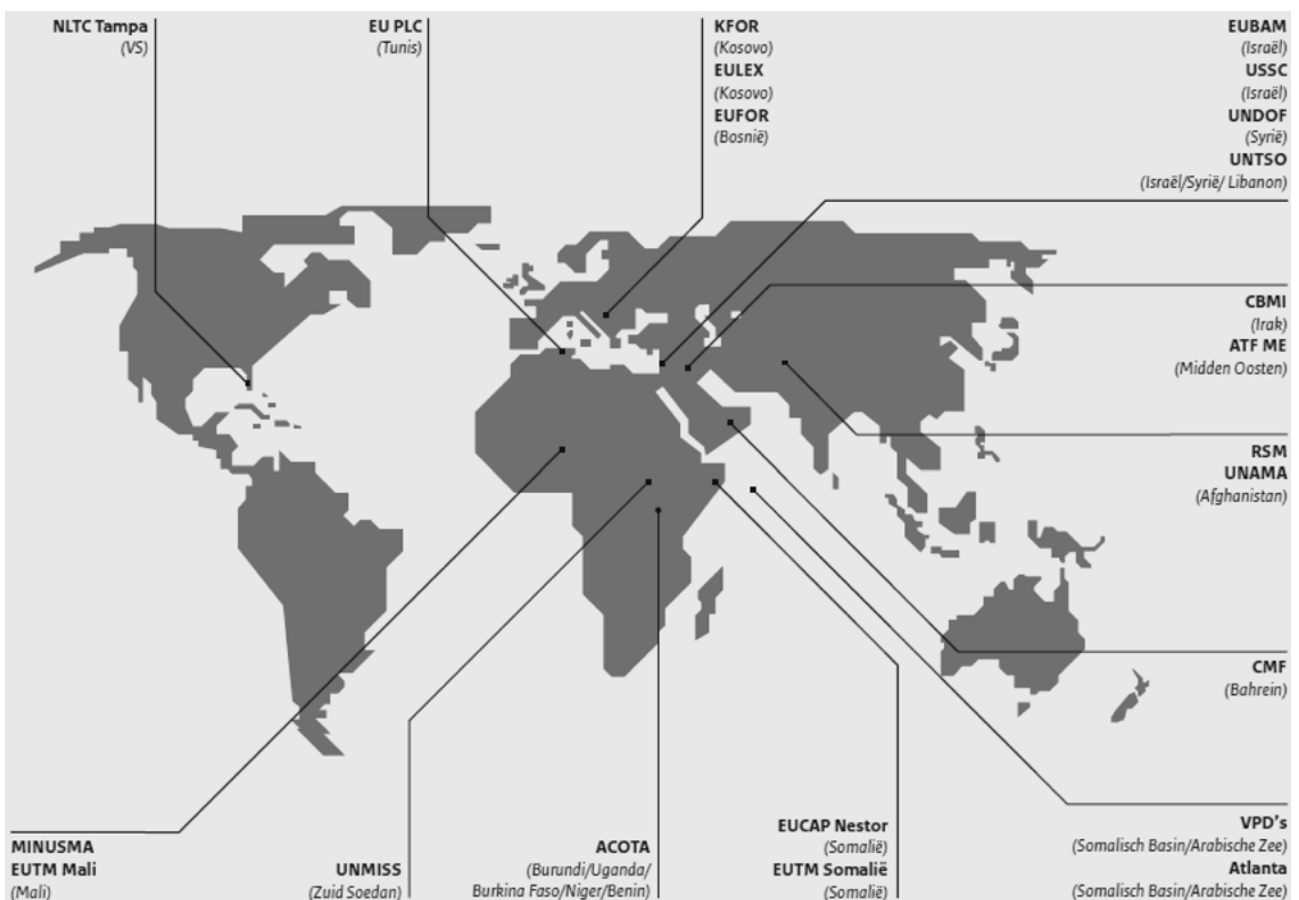 NLTC Tampa
(VS)
EU PLC
(Tunis)
KFOR
(Kosovo)
EULEX
(Kosovo)
EUFOR
(Bosnië)
EUBAM
(Israël)
USSC
(Israël)
UNDOF
(Syrië)
UNTSO
(Israël/Syrië/ Libanon)
CBMI
(Irak)
ATF ME
(Midden Oosten)
RSM
UNAMA
(Afghanistan)
CMF
(Bahrein)
VPD's
(Somalisch Basin/Arabische Zee)
Atlanta
(Somalisch Basin/Arabische Zee)
EUCAP Nestor
(Somalië)
EUTM Somalië
(Somalië)
ACOTA
(Burundi/Uganda/
Burkina Faso/Niger/Benin)
UNMISS
(Zuid Soedan)
MINUSMA
EUTM Mali
(Mali)